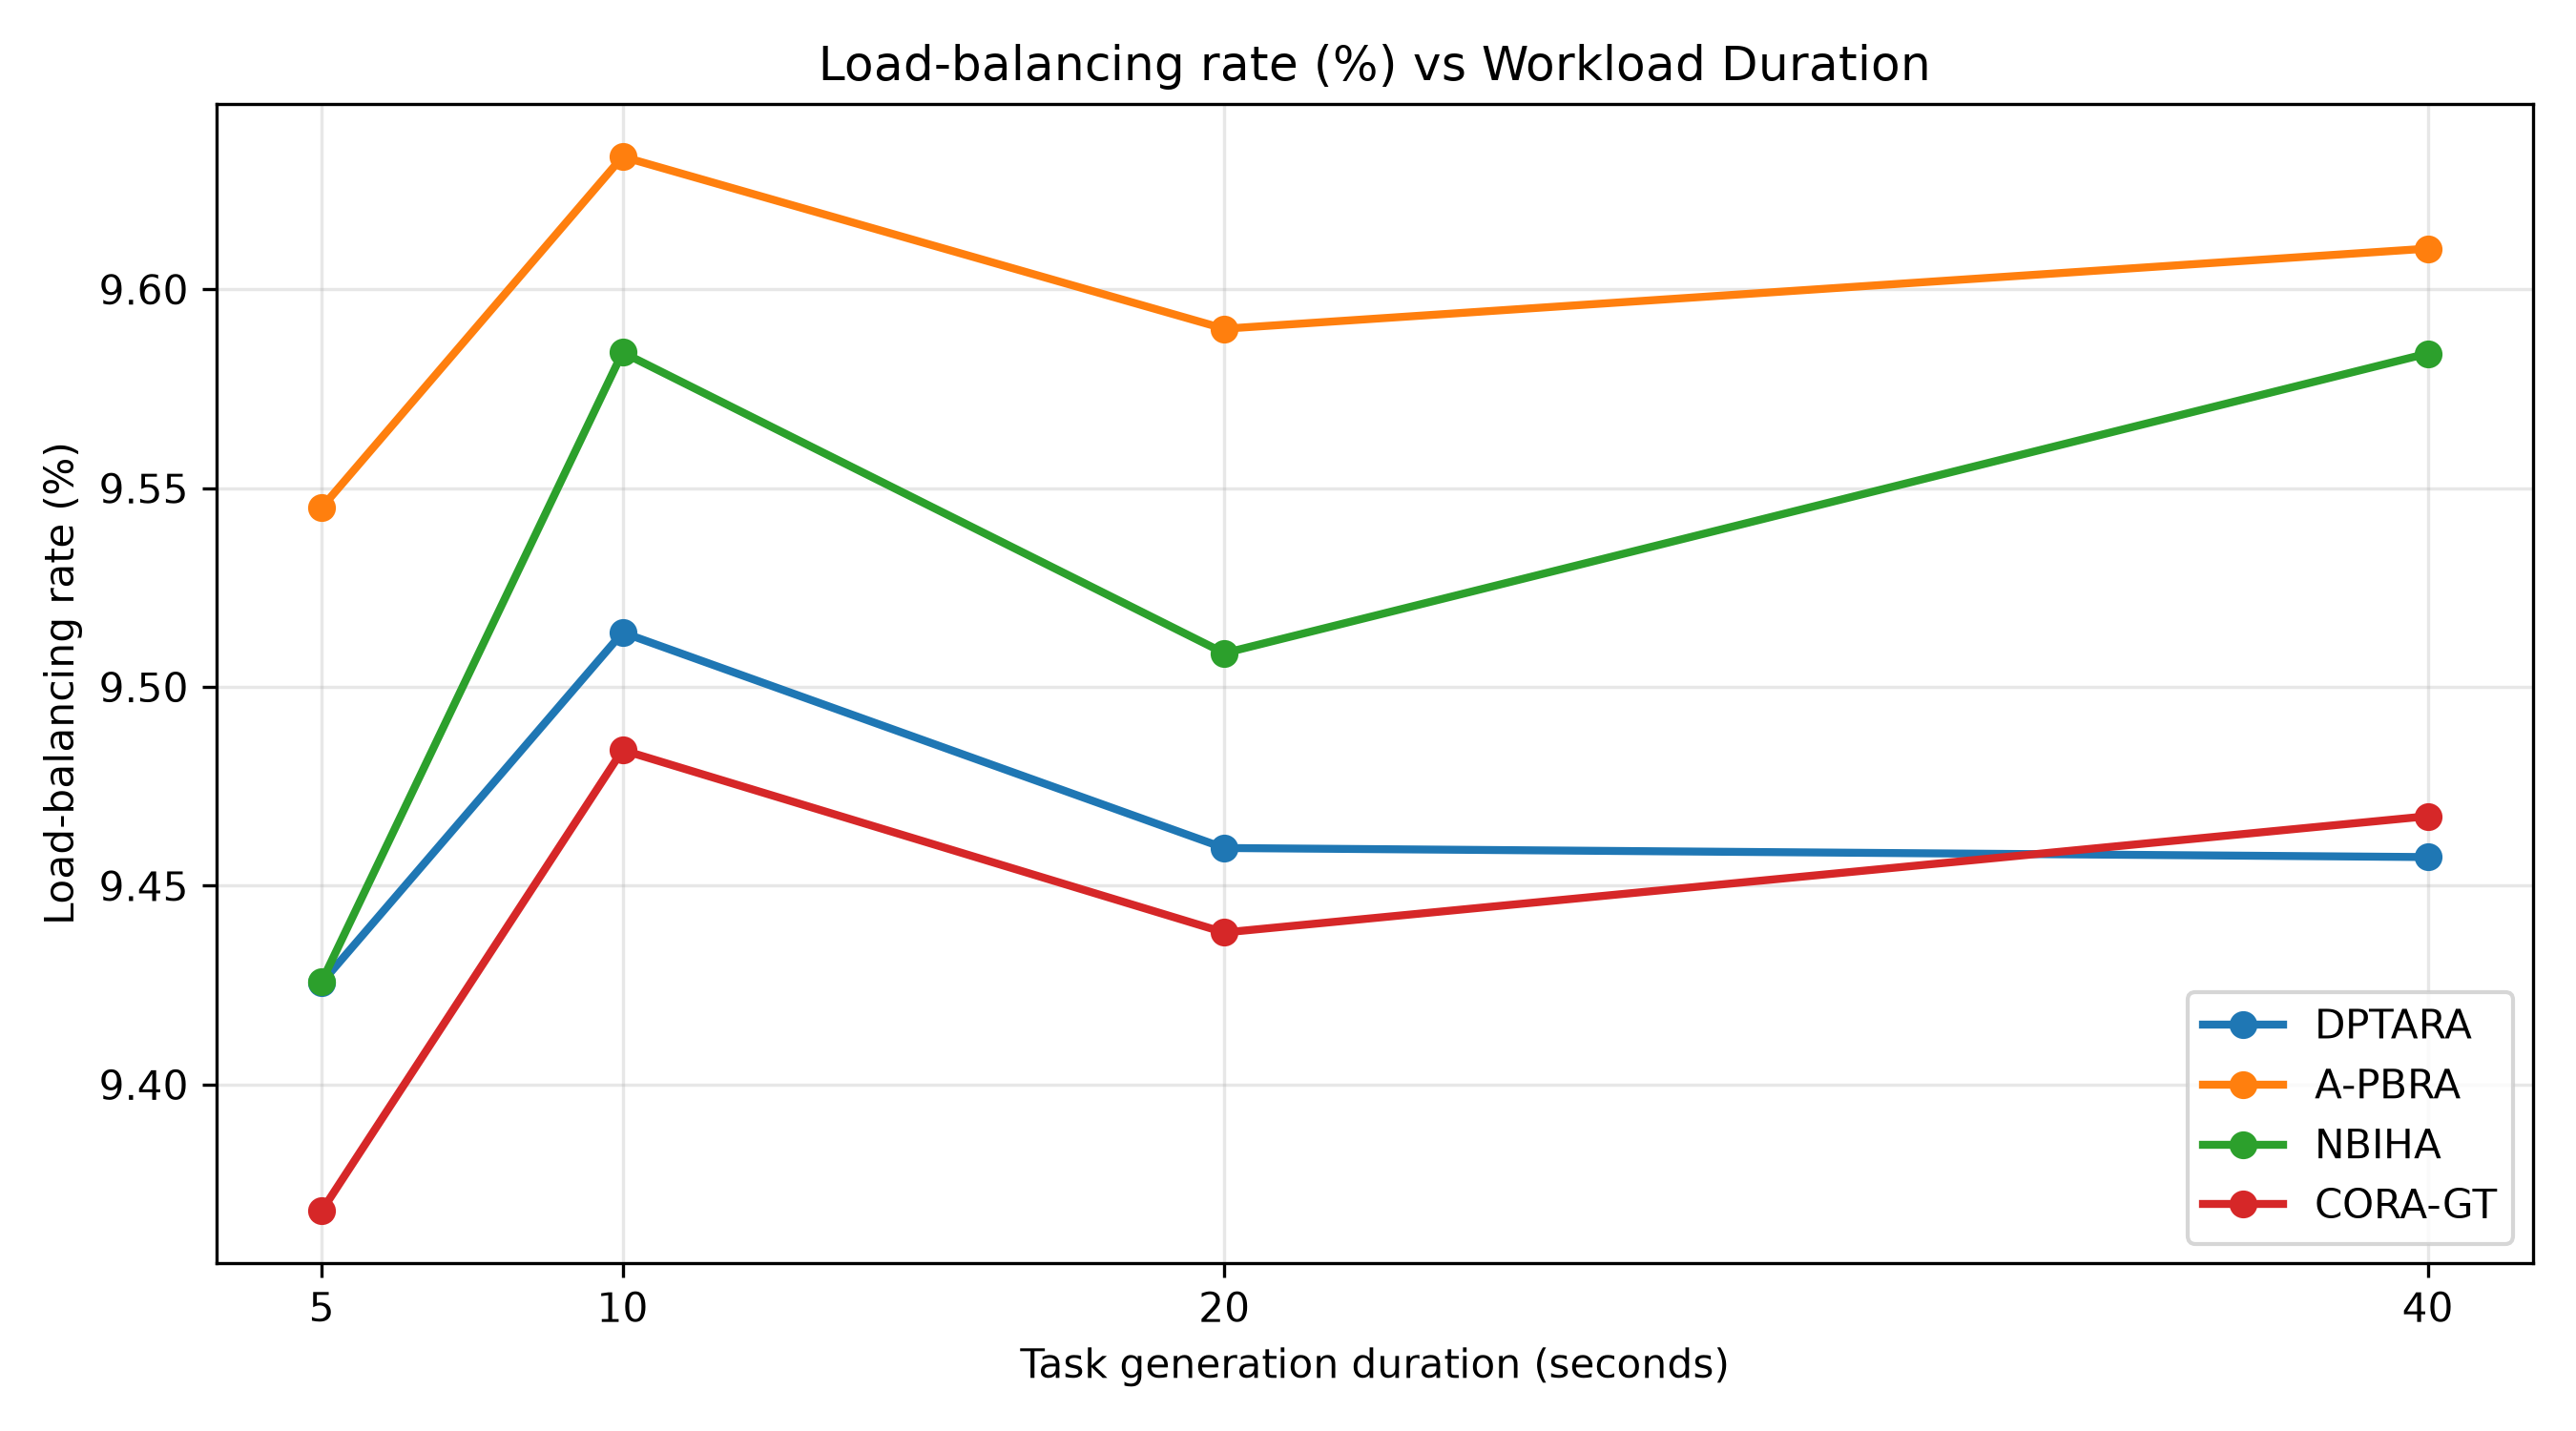 Load-balancing rate (%) vs Workload Duration
Load-balancing rate (%)
9.60
9.55
9.50
9.45
9.40
5 10 20 40
Task generation duration (seconds)
DPTARA
A-PBRA
NBIHA
CORA-GT